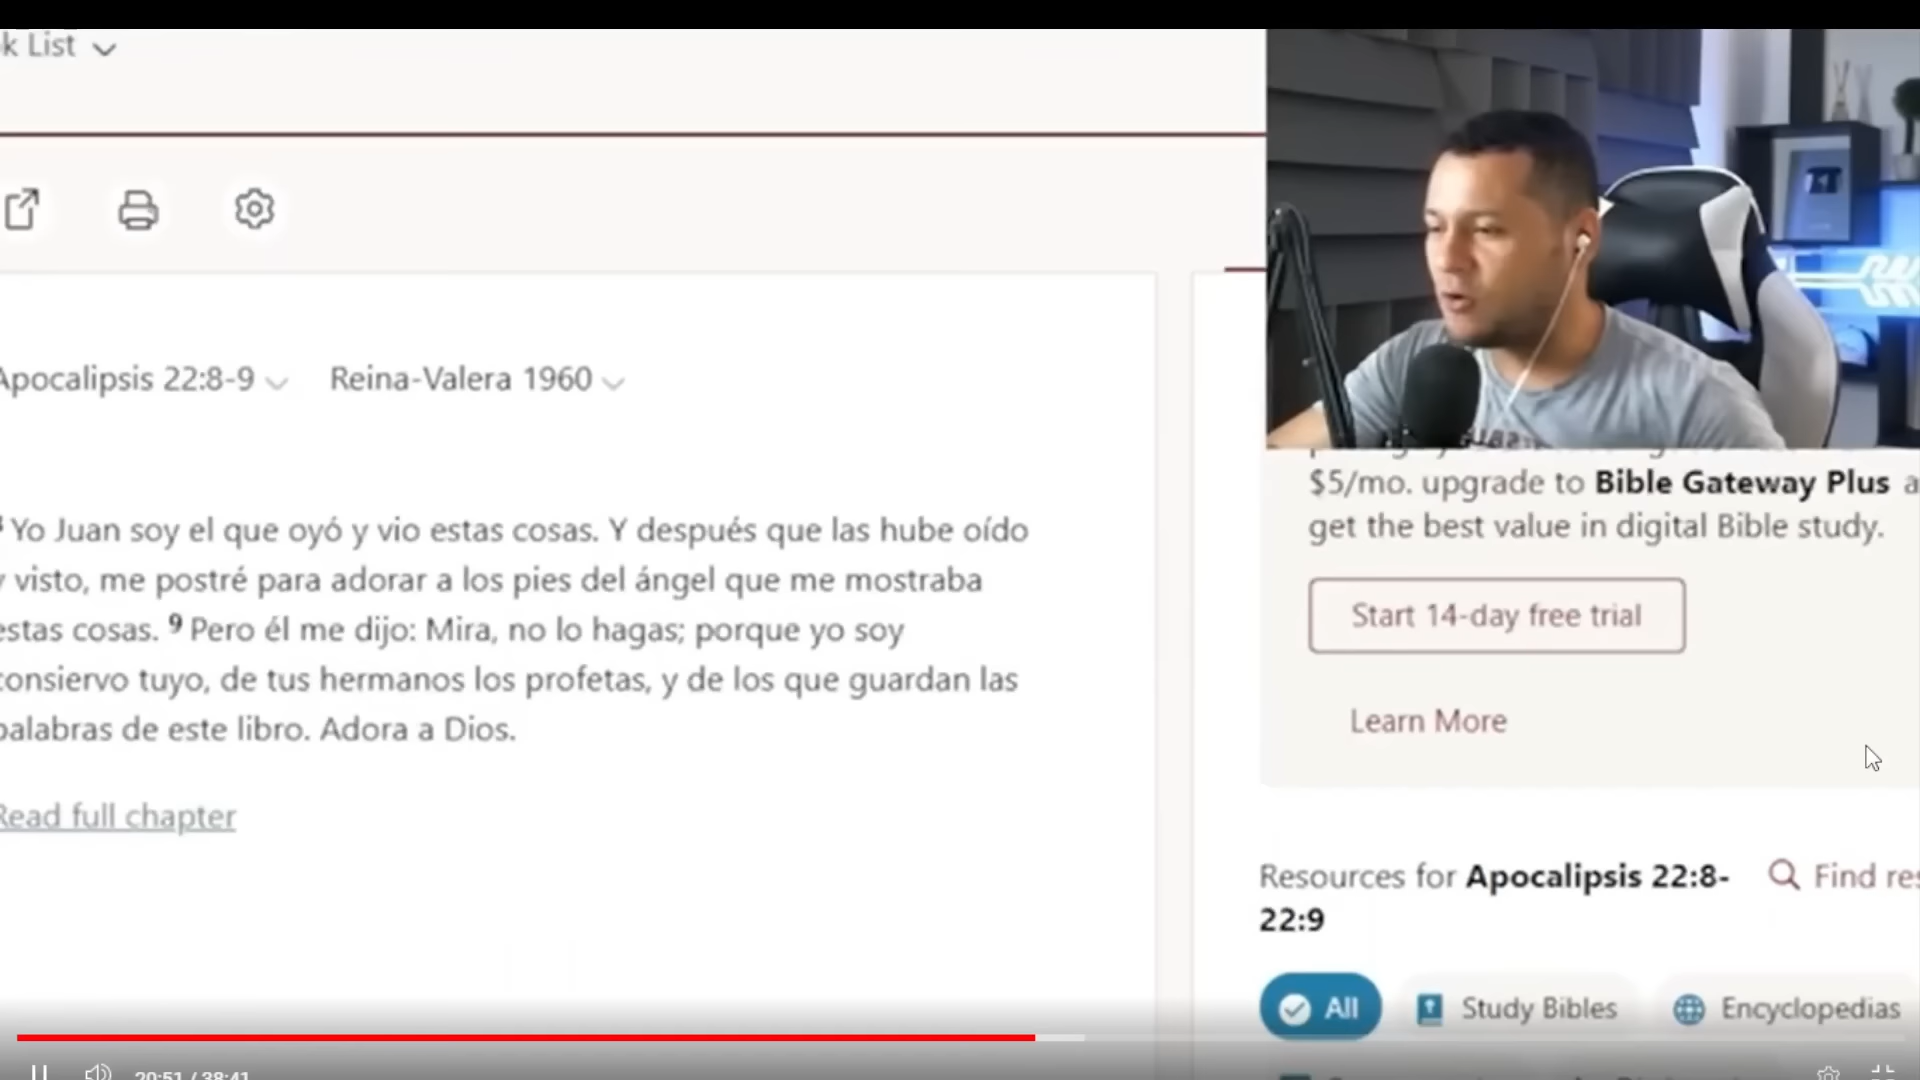 k List
Apocalipsis 22:8-9 Reina-Valera 1960
Yo Juan soy el que oyó y vio estas cosas. Y después que las hube oído
y visto, me postré para adorar a los pies del ángel que me mostraba
estas cosas. 9 Pero él me dijo: Mira, no lo hagas; porque yo soy
consiervo tuyo, de tus hermanos los profetas, y de los que guardan las
palabras de este libro. Adora a Dios.
Read full chapter
$5/mo. upgrade to Bible Gateway Plus a
get the best value in digital Bible study.
Start 14-day free trial
Learn More
Resources for Apocalipsis 22:8-
22:9
Find res
All Study Bibles Encyclopedias
20:51 / 38:41